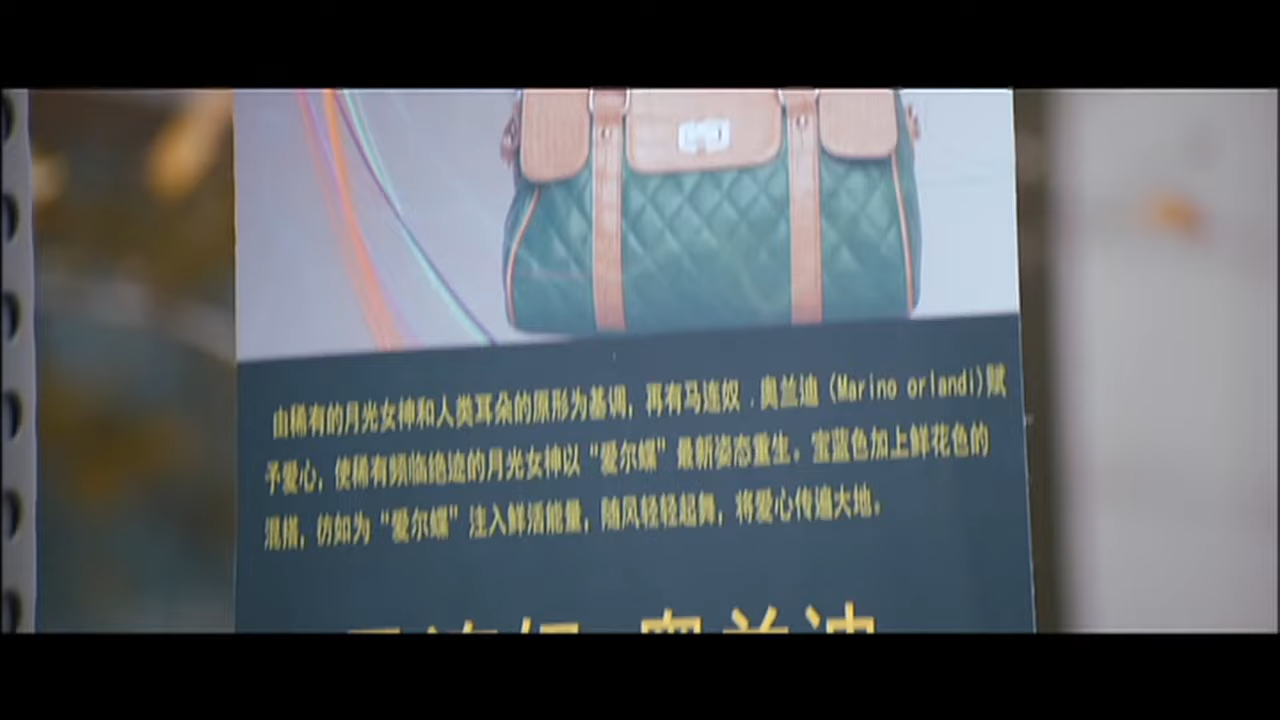 由稀有的月光女神和人类耳朵的原形为基调，再有马连奴．奥兰迪（Marino orlandi)赋
予爱心，使稀有频临绝迹的月光女神以“爱尔蝶”最新姿态重生。宝蓝色加上鲜花色的
混搭，仿如为“爱尔蝶”注入鲜活能量，随风轻轻起舞，将爱心传遍大地。
奥兰迪